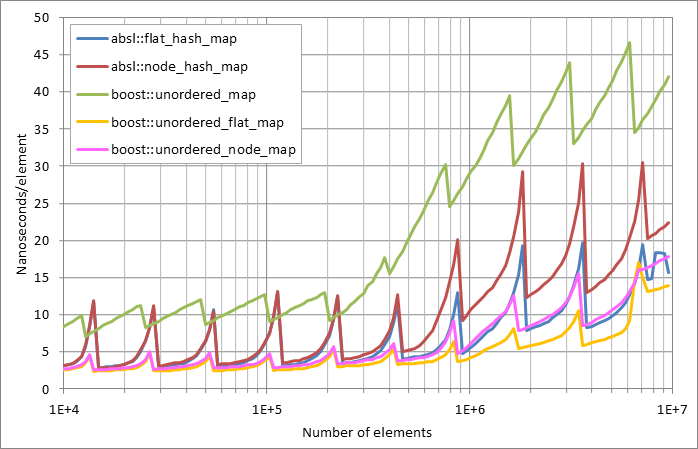 50
45
40
35
30
25
20
15
10
5
0
Nanoseconds/element
absl::flat_hash_map
absl::node_hash_map
boost::unordered_map
boost::unordered_flat_map
boost::unordered_node_map
1E+4 1E+5 1E+6 1E+7
Number of elements